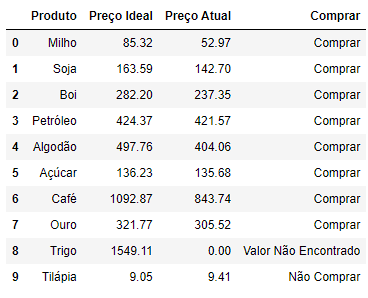 Produto Preço Ideal Preço Atual Comprar
0 Milho 85.32 52.97 Comprar
1 Soja 163.59 142.70 Comprar
2 Boi 282.20 237.35 Comprar
3 Petróleo 424.37 421.57 Comprar
4 Algodão 497.76 404.06 Comprar
5 Açúcar 136.23 135.68 Comprar
6 Café 1092.87 843.74 Comprar
7 Ouro 321.77 305.52 Comprar
8 Trigo 1549.11 0.00 Valor Não Encontrado
9 Tilápia 9.05 9.41 Não Comprar